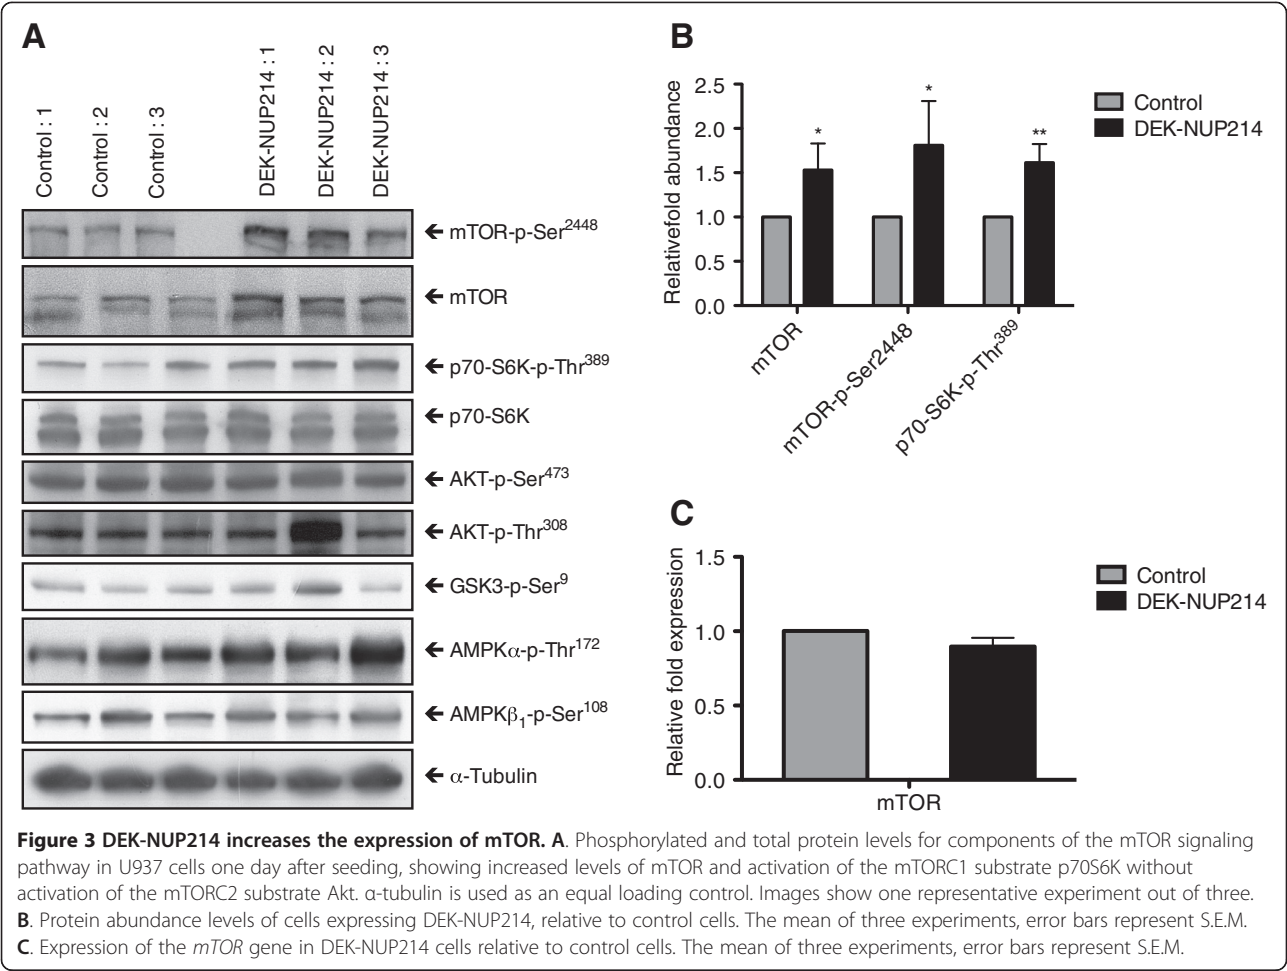 A
Control : 1
Control : 2
Control : 3
DEK-NUP214 : 1
DEK-NUP214 : 2
DEK-NUP214 : 3
← mTOR-p-Ser2448
← mTOR
← p70-S6K-p-Thr389
← p70-S6K
← AKT-p-Ser473
← AKT-p-Thr308
← GSK3-p-Ser9
← AMPKα-p-Thr172
← AMPKβ1-p-Ser108
← α-Tubulin
B
Relativefold abundance
2.5
2.0
1.5
1.0
0.5
0.0
*
*
**
mTOR
mTOR-p-Ser2448
p70-S6K-p-Thr389
Control
DEK-NUP214
C
Relative fold expression
1.5
1.0
0.5
0.0
mTOR
Control
DEK-NUP214
Figure 3 DEK-NUP214 increases the expression of mTOR. A. Phosphorylated and total protein levels for components of the mTOR signaling
pathway in U937 cells one day after seeding, showing increased levels of mTOR and activation of the mTORC1 substrate p70S6K without
activation of the mTORC2 substrate Akt. α-tubulin is used as an equal loading control. Images show one representative experiment out of three.
B. Protein abundance levels of cells expressing DEK-NUP214, relative to control cells. The mean of three experiments, error bars represent S.E.M.
C. Expression of the mTOR gene in DEK-NUP214 cells relative to control cells. The mean of three experiments, error bars represent S.E.M.